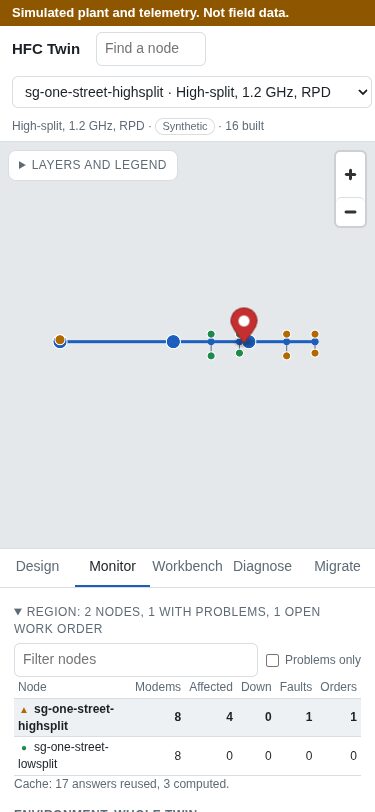 Simulated plant and telemetry. Not field data.
HFC Twin
Find a node
sg-one-street-highsplit · High-split, 1.2 GHz, RPD
High-split, 1.2 GHz, RPD · Synthetic · 16 built
▶ LAYERS AND LEGEND
+
−
Design Monitor Workbench Diagnose Migrate
▼ REGION: 2 NODES, 1 WITH PROBLEMS, 1 OPEN
WORK ORDER
Filter nodes
Problems only
Node Modems Affected Down Faults Orders
▲ sg-one-street-
highsplit 8 4 0 1 1
● sg-one-street-
lowsplit 8 0 0 0 0
Cache: 17 answers reused, 3 computed.